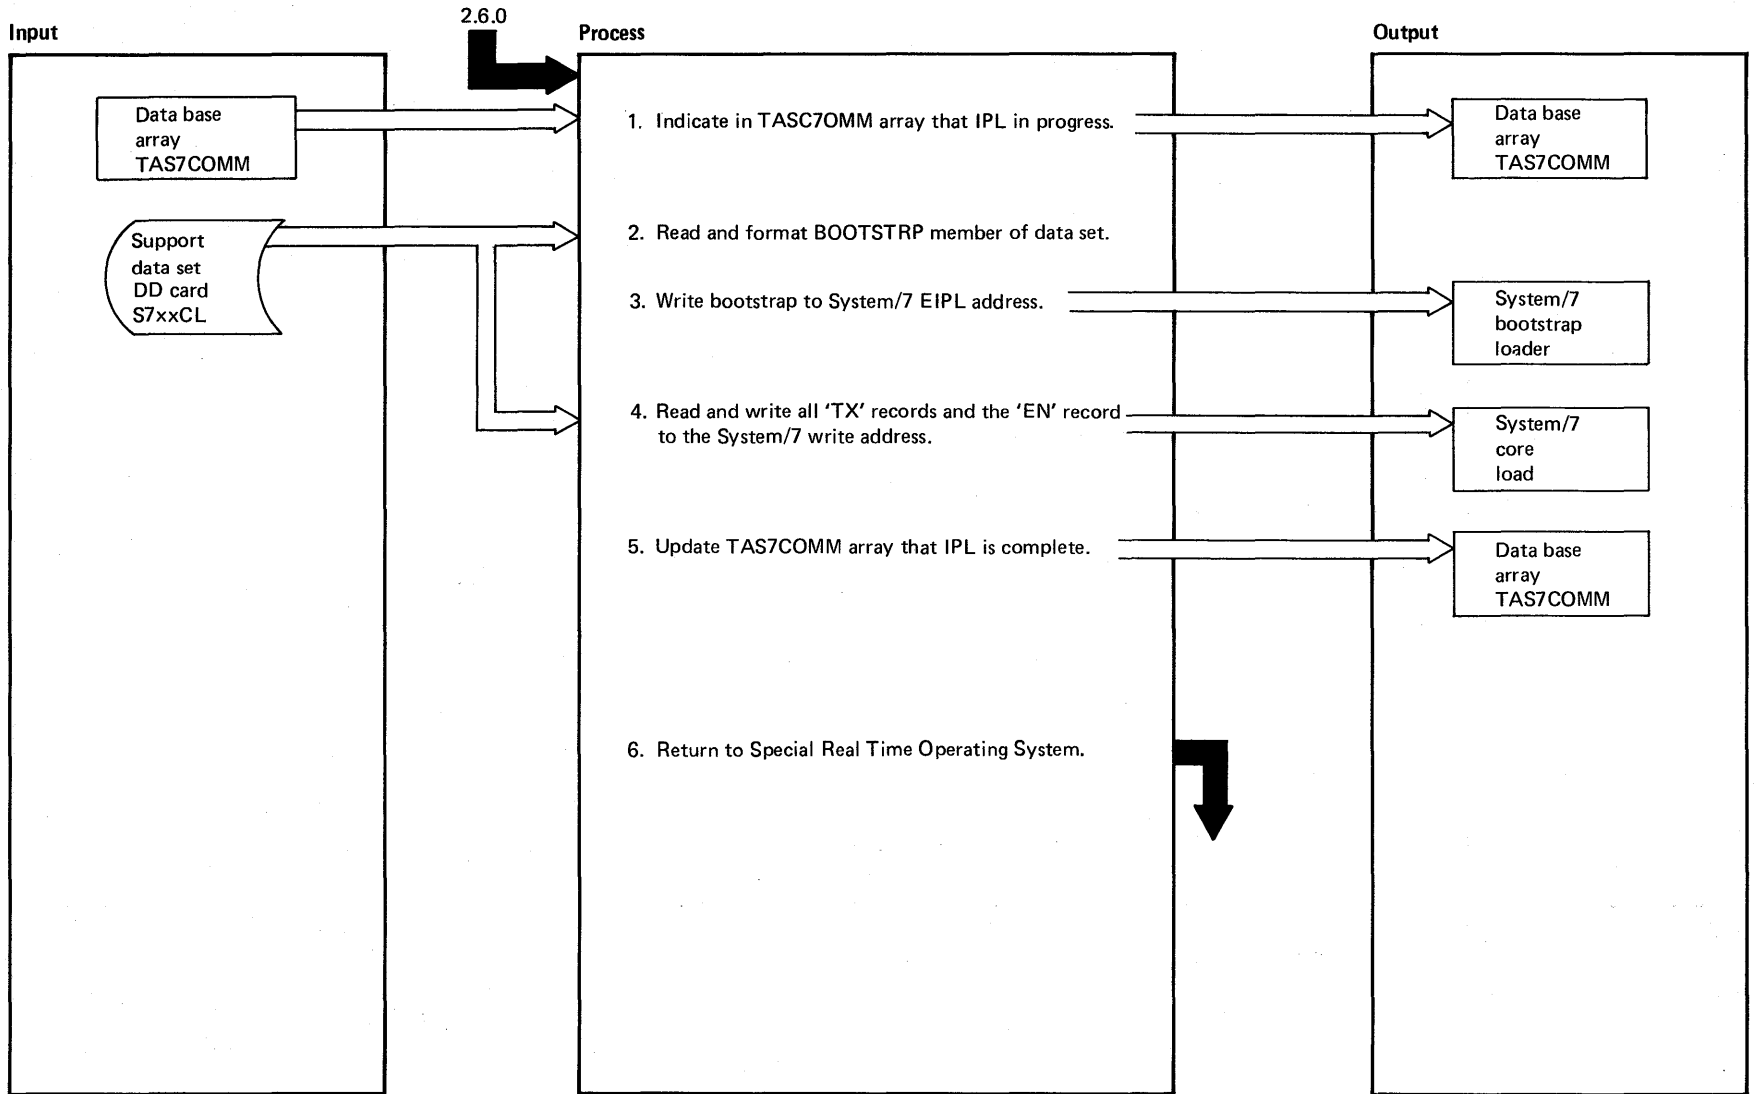 2.6.0
Input
Process
Output
Data base
array
TAS7COMM
1. Indicate in TASC7OMM array that IPL in progress.
Data base
array
TAS7COMM
Support
data set
DD card
S7xxCL
2. Read and format BOOTSTRP member of data set.
3. Write bootstrap to System/7 EIPL address.
System/7
bootstrap
loader
4. Read and write all 'TX' records and the 'EN' record
to the System/7 write address.
System/7
core
load
5. Update TAS7COMM array that IPL is complete.
Data base
array
TAS7COMM
6. Return to Special Real Time Operating System.